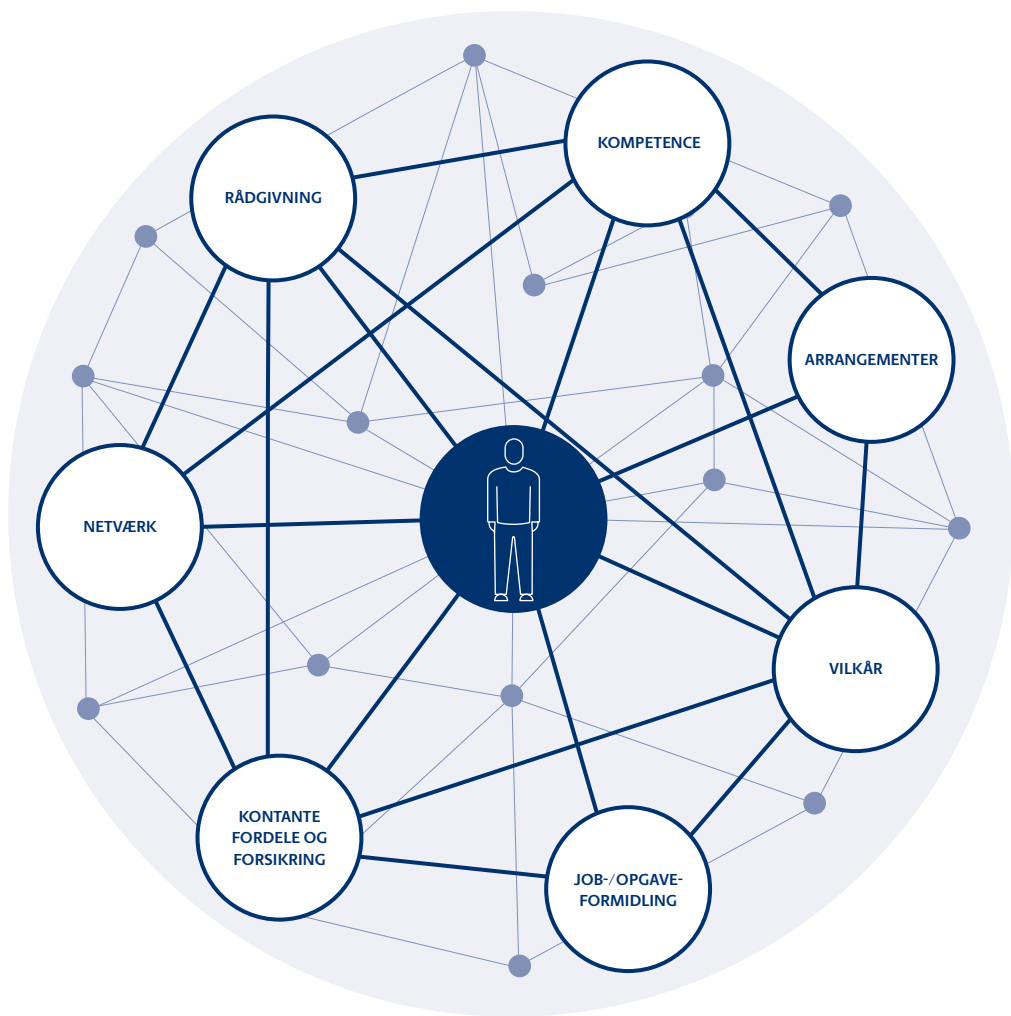 KOMPETENCE
RÅDGIVNING
ARRANGEMENTER
NETVÆRK
VILKÅR
KONTANTE
FORDELE OG
FORSIKRING
JOB-/OPGAVE-
FORMIDLING